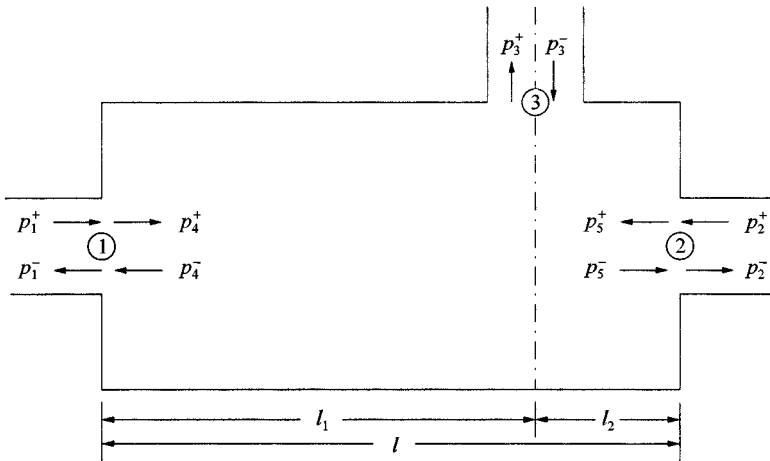 p₃⁺ p₃⁻
3
p₁⁺ p₄⁺ p₅⁺ p₂⁺
1 2
p₁⁻ p₄⁻ p₅⁻ p₂⁻
l₁ l₂
l